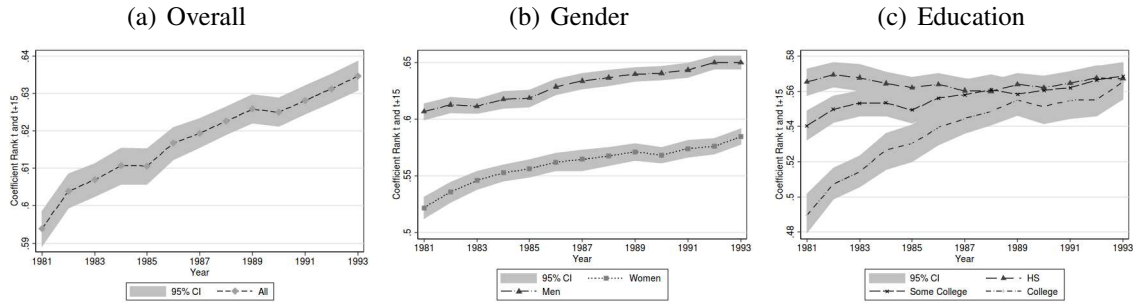 (a) Overall
Coefficient Rank t and t+15
.59 .6 .61 .62 .63 .64
1981 1983 1985 1987 1989 1991 1993
Year
95% CI All
(b) Gender
Coefficient Rank t and t+15
.5 .55 .6 .65
1981 1983 1985 1987 1989 1991 1993
Year
95% CI Women
Men
(c) Education
Coefficient Rank t and t+15
.48 .5 .52 .54 .56 .58
1981 1983 1985 1987 1989 1991 1993
Year
95% CI HS
Some College College